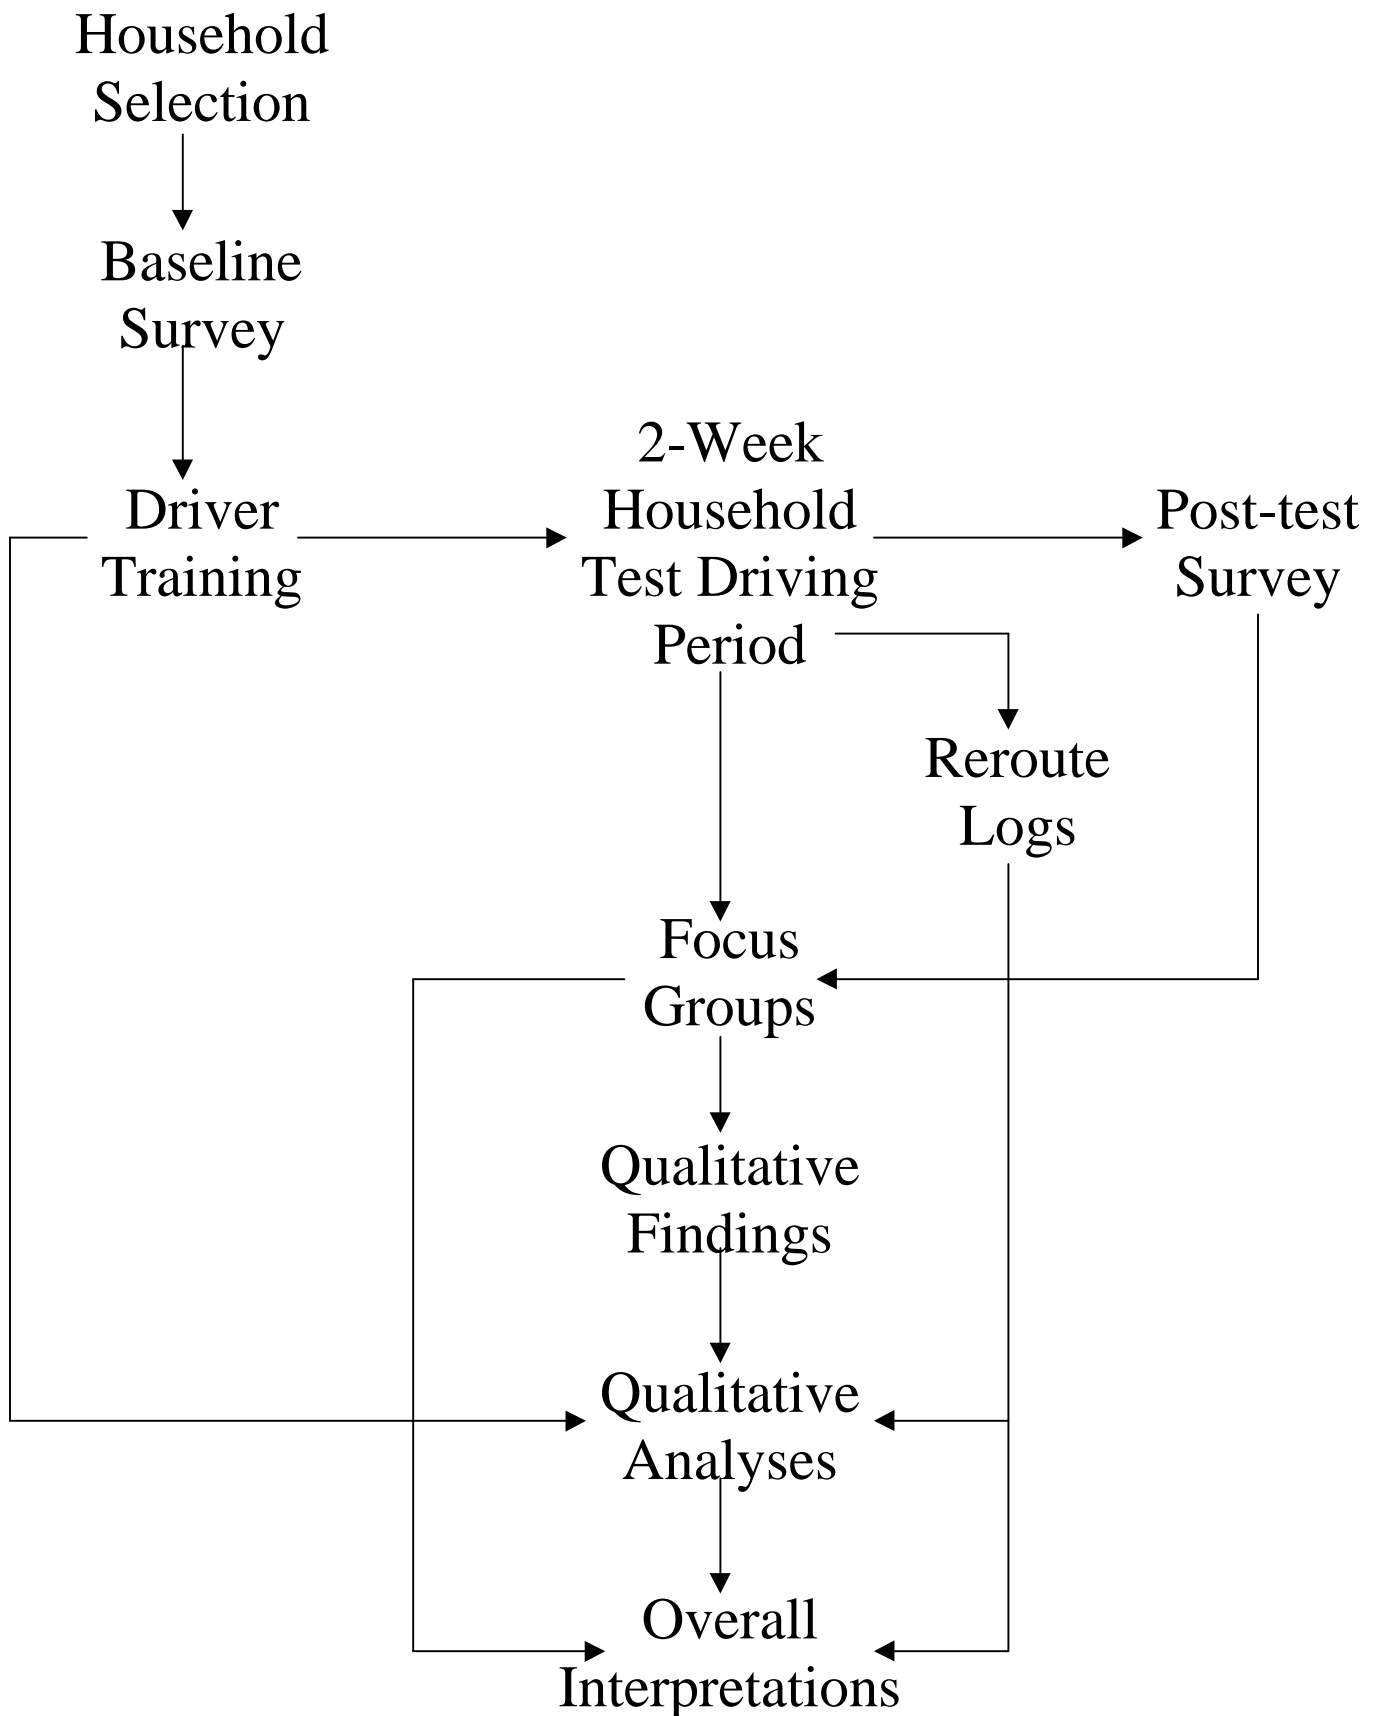 Household
Selection
Baseline
Survey
Driver
Training
2-Week
Household
Test Driving
Period
Post-test
Survey
Reroute
Logs
Focus
Groups
Qualitative
Findings
Qualitative
Analyses
Overall
Interpretations